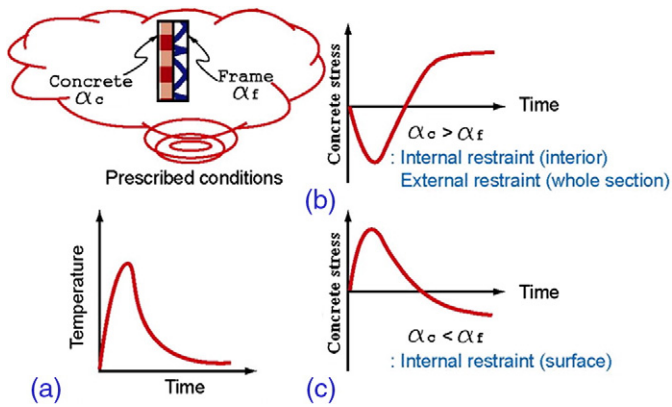 Concrete
αc
Frame
αf
Prescribed conditions
Temperature
Time
(a)
Concrete stress
Time
αc > αf
: Internal restraint (interior)
External restraint (whole section)
(b)
Concrete stress
Time
αc < αf
: Internal restraint (surface)
(c)